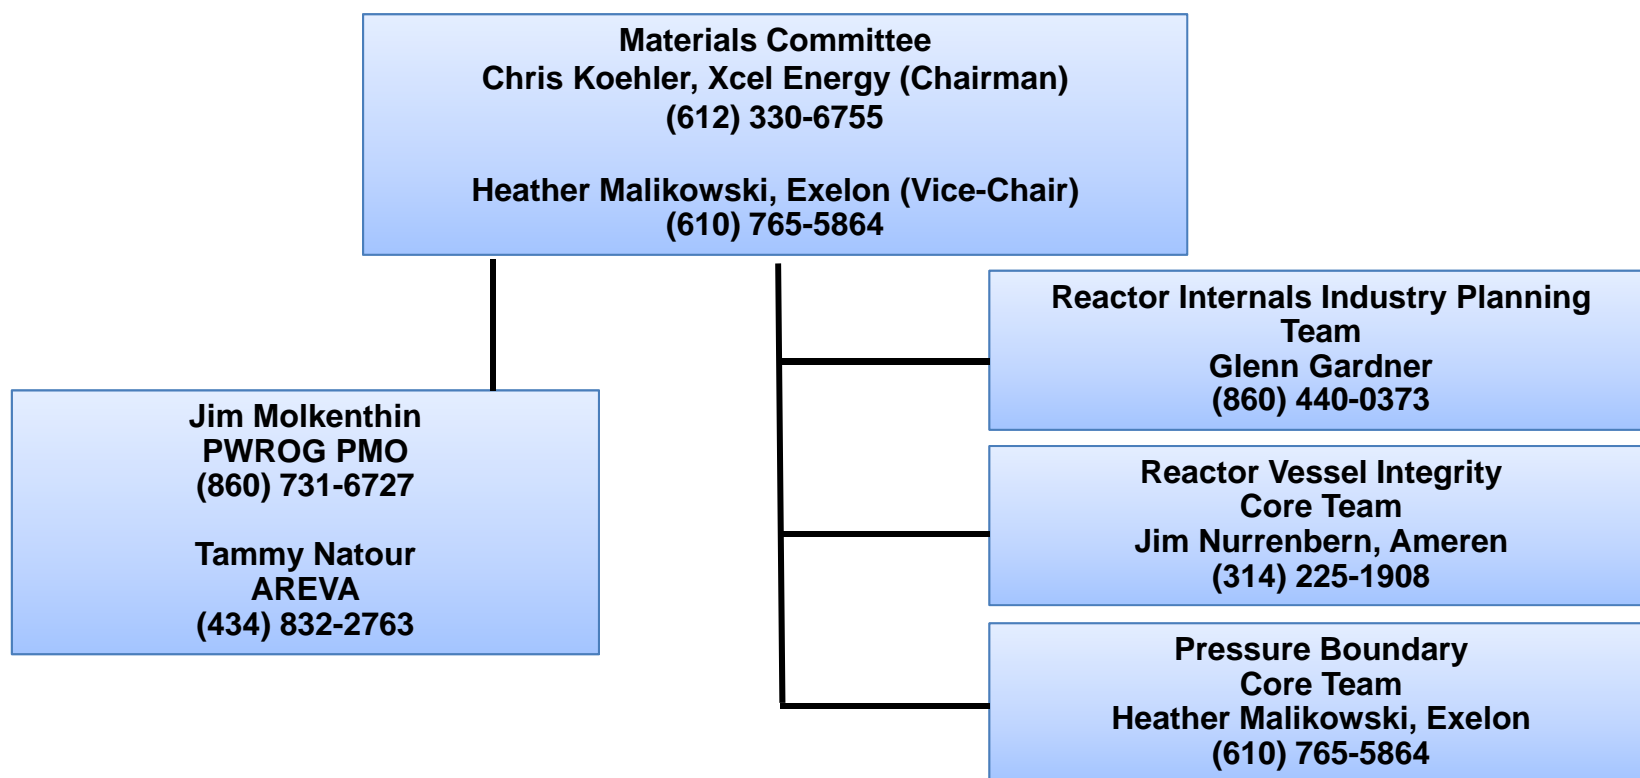 Materials Committee
Chris Koehler, Xcel Energy (Chairman)
(612) 330-6755
Heather Malikowski, Exelon (Vice-Chair)
(610) 765-5864
Jim Molkenthin
PWROG PMO
(860) 731-6727
Tammy Natour
AREVA
(434) 832-2763
Reactor Internals Industry Planning
Team
Glenn Gardner
(860) 440-0373
Reactor Vessel Integrity
Core Team
Jim Nurrenbern, Ameren
(314) 225-1908
Pressure Boundary
Core Team
Heather Malikowski, Exelon
(610) 765-5864